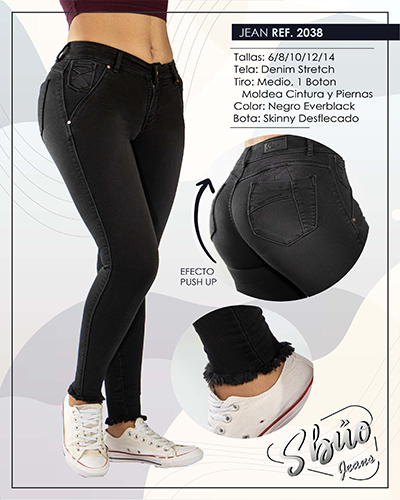 JEAN REF. 2038
Tallas: 6/8/10/12/14
Tela: Denim Stretch
Tiro: Medio, 1 Boton
Moldea Cintura y Piernas
Color: Negro Everblack
Bota: Skinny Desflecado
EFECTO
PUSH UP
Sbüo
Jeans